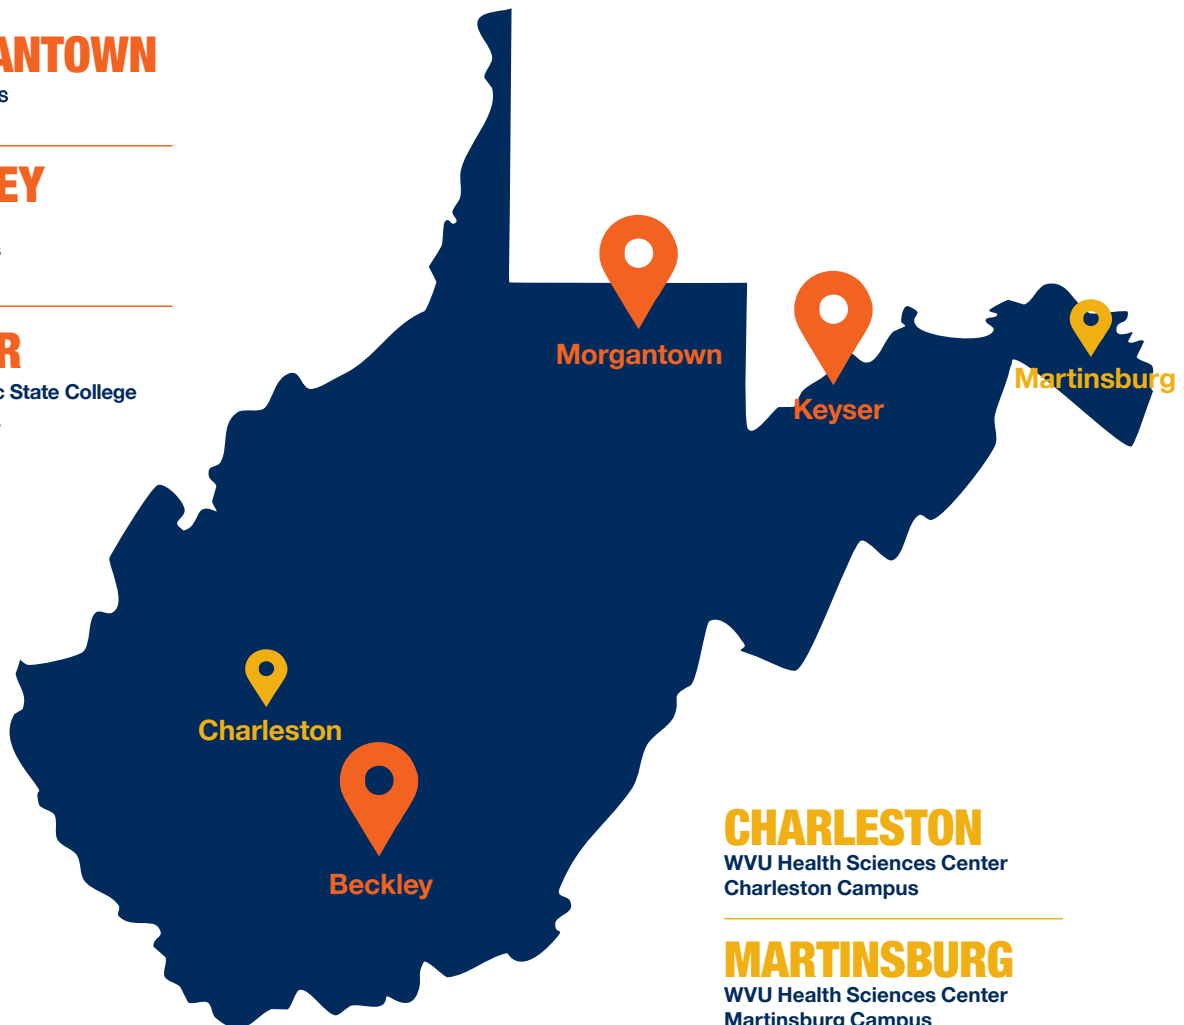 ANTOWN
S
EY
R
c State College
Morgantown
Keyser
Martinsburg
Charleston
Beckley
CHARLESTON
WVU Health Sciences Center
Charleston Campus
MARTINSBURG
WVU Health Sciences Center
Martinsburg Campus